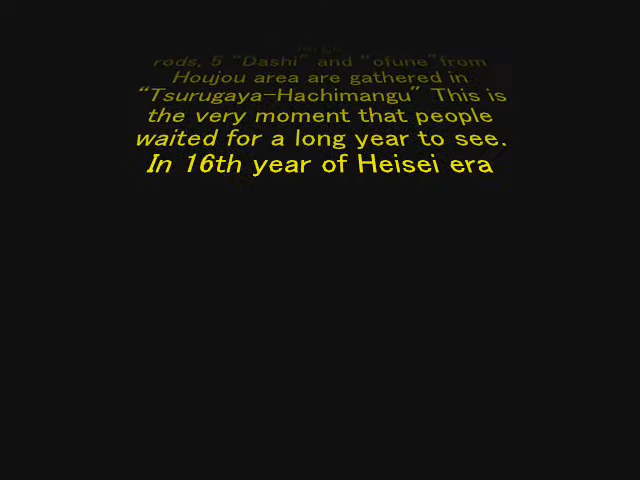 rods, 5 “Dashi” and “ofune” from
Houjou area are gathered in
“Tsurugaya-Hachimangu” This is
the very moment that people
waited for a long year to see.
In 16th year of Heisei era